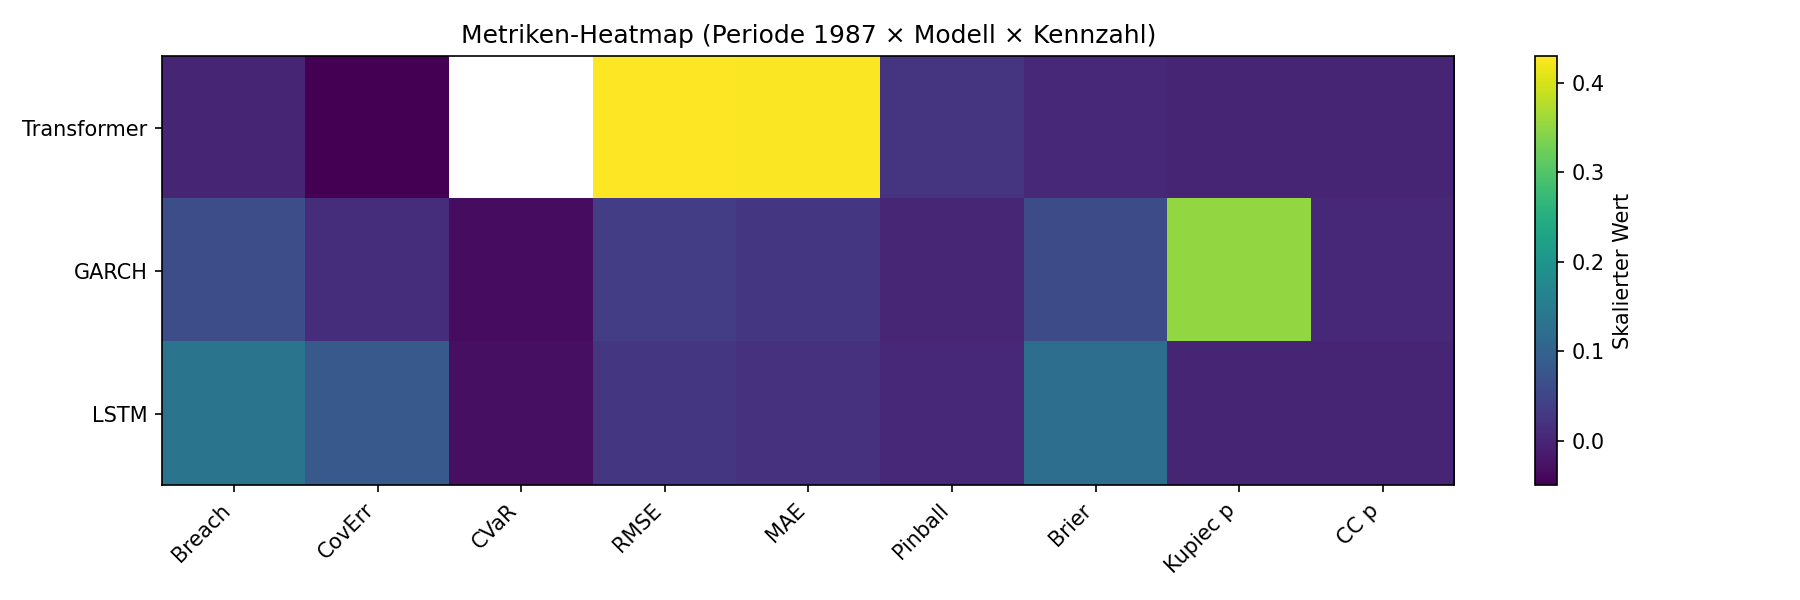 Metriken-Heatmap (Periode 1987 × Modell × Kennzahl)
Transformer
GARCH
LSTM
Breach
CovErr
CVaR
RMSE
MAE
Pinball
Brier
Kupiec p
CC p
0.4
0.3
0.2
0.1
0.0
Skalierter Wert